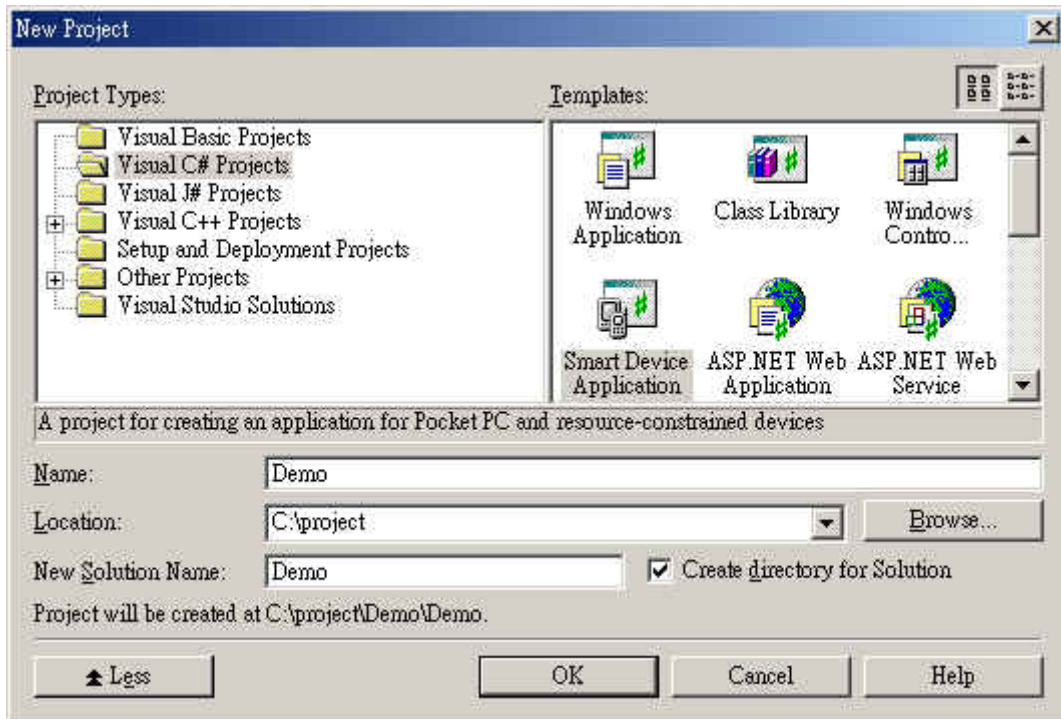 New Project
Project Types:
Templates:
Visual Basic Projects
Visual C# Projects
Visual J# Projects
Visual C++ Projects
Setup and Deployment Projects
Other Projects
Visual Studio Solutions
Windows Application
Class Library
Windows Contro...
Smart Device Application
ASP.NET Web Application
ASP.NET Web Service
A project for creating an application for Pocket PC and resource-constrained devices
Name:
Demo
Location:
C:\project
Browse...
New Solution Name:
Demo
Create directory for Solution
Project will be created at C:\project\Demo\Demo.
Less
OK
Cancel
Help